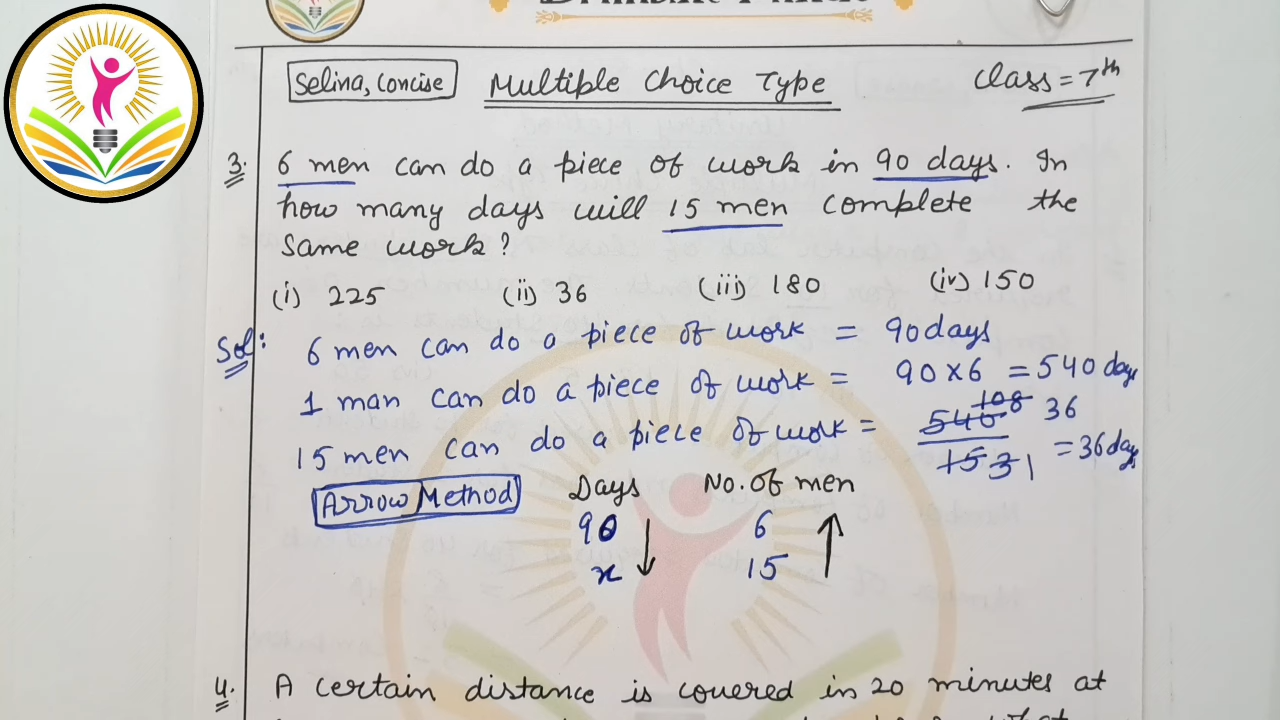 Selina, Concise Multiple Choice Type Class = 7th
3. 6 men can do a piece of work in 90 days. In
how many days will 15 men complete the
same work?
(i) 225 (ii) 36 (iii) 180 (iv) 150
Sol: 6 men can do a piece of work = 90 days
1 man can do a piece of work = 90 x 6 = 540 days
15 men can do a piece of work = 540/15 108/3 36/1 = 36 days
Arrow Method Days No. of men
90 6
x 15
4. A certain distance is covered in 20 minutes at